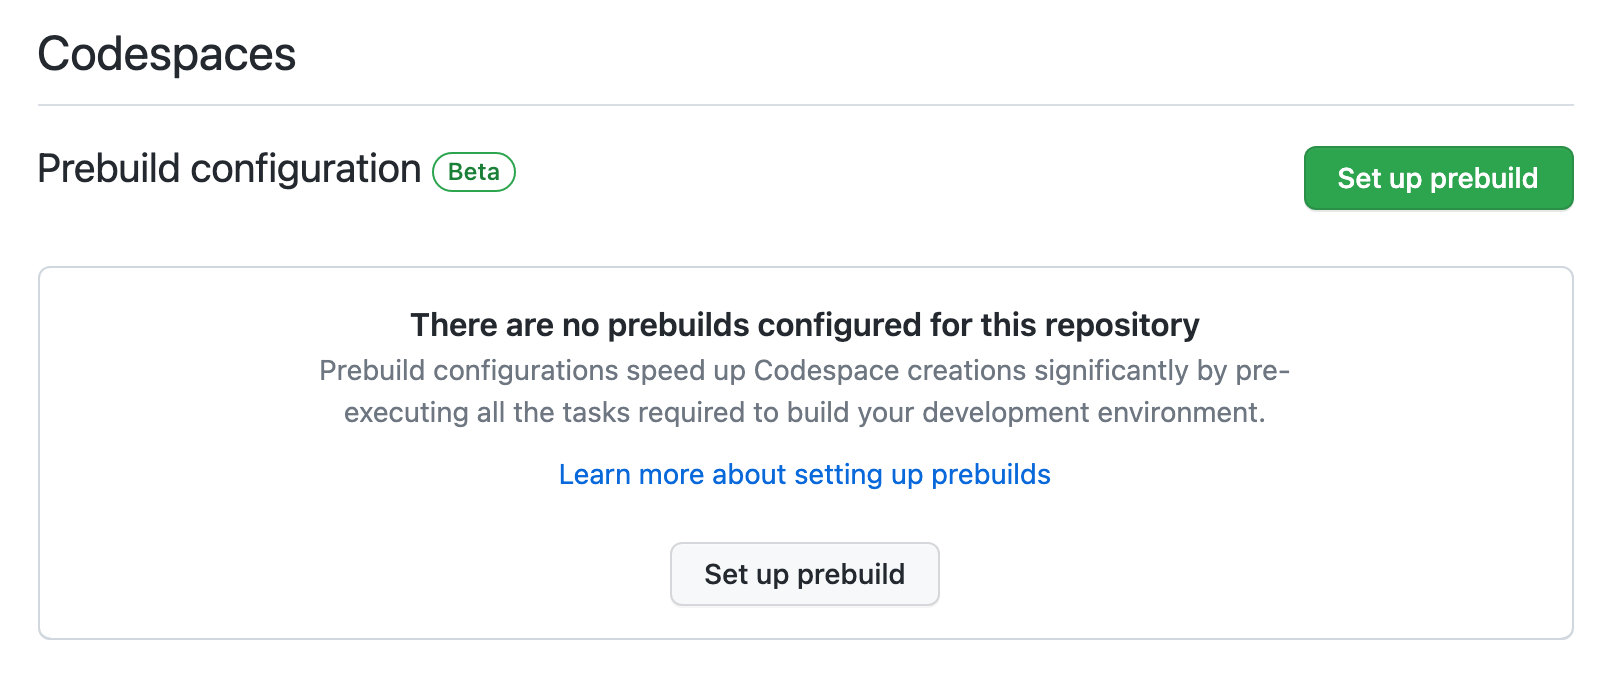 Codespaces
Prebuild configuration Beta
Set up prebuild
There are no prebuilds configured for this repository
Prebuild configurations speed up Codespace creations significantly by pre-
executing all the tasks required to build your development environment.
Learn more about setting up prebuilds
Set up prebuild